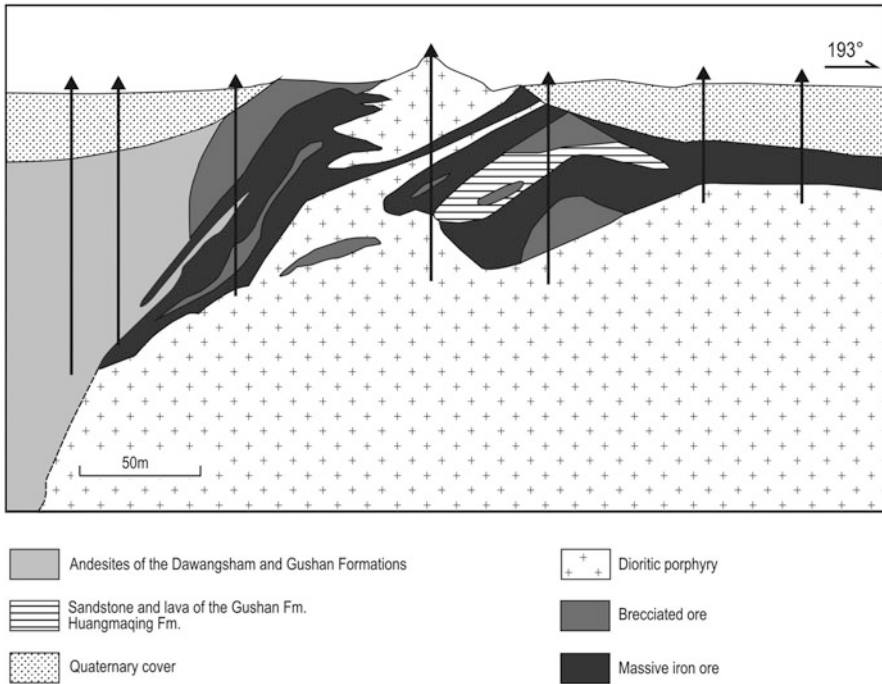 193°
50m
Andesites of the Dawangsham and Gushan Formations
Sandstone and lava of the Gushan Fm.
Huangmaqing Fm.
Quaternary cover
Dioritic porphyry
Brecciated ore
Massive iron ore